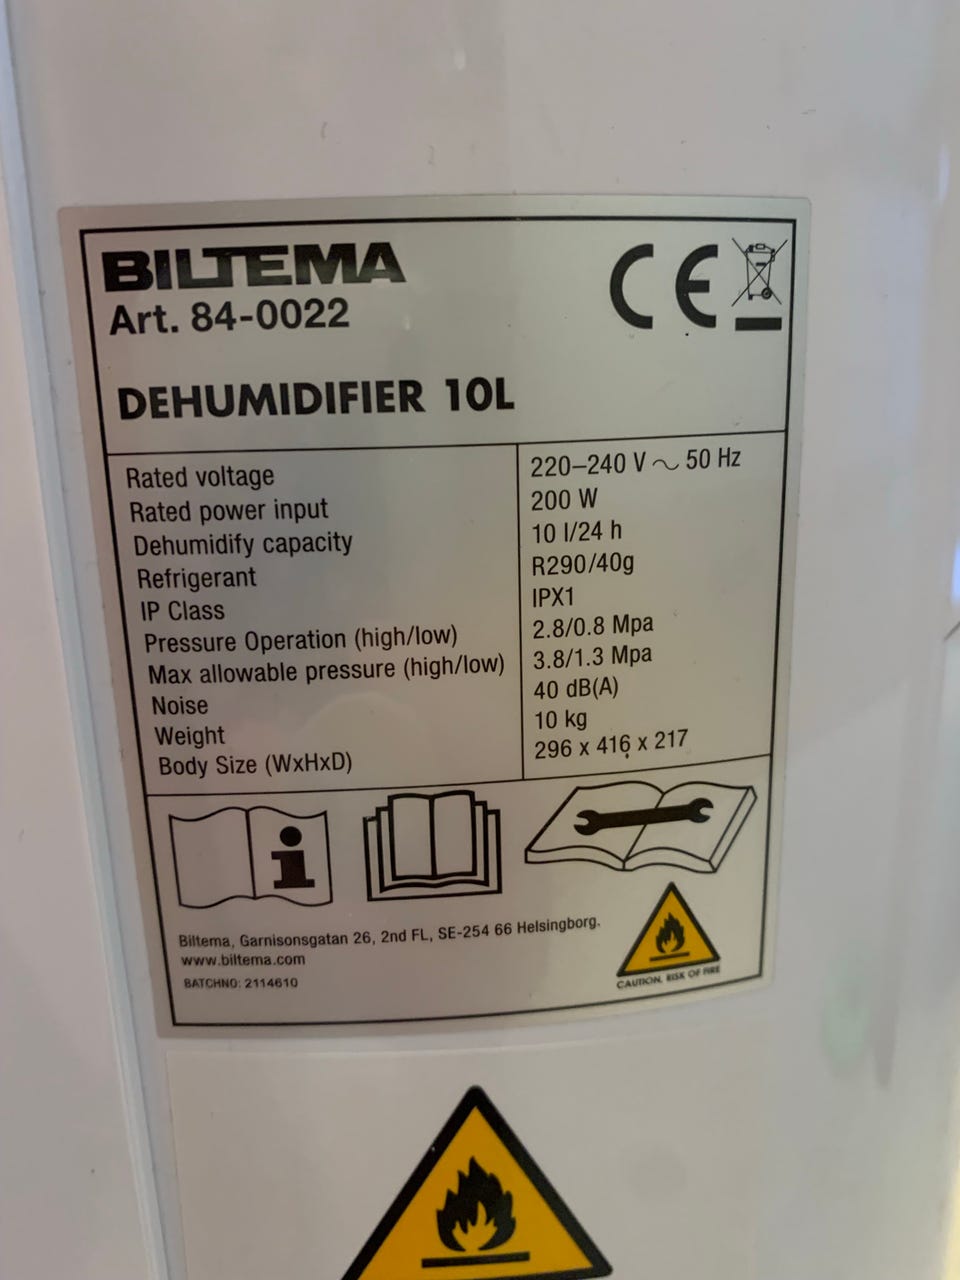 BILTEMA
Art. 84-0022
CE
DEHUMIDIFIER 10L
Rated voltage 220–240 V ~ 50 Hz
Rated power input 200 W
Dehumidify capacity 10 l/24 h
Refrigerant R290/40g
IP Class IPX1
Pressure Operation (high/low) 2.8/0.8 Mpa
Max allowable pressure (high/low) 3.8/1.3 Mpa
Noise 40 dB(A)
Weight 10 kg
Body Size (WxHxD) 296 x 416 x 217
Biltema, Garnisonsgatan 26, 2nd FL, SE-254 66 Helsingborg.
www.biltema.com
BATCHNO: 2114610
CAUTION, RISK OF FIRE